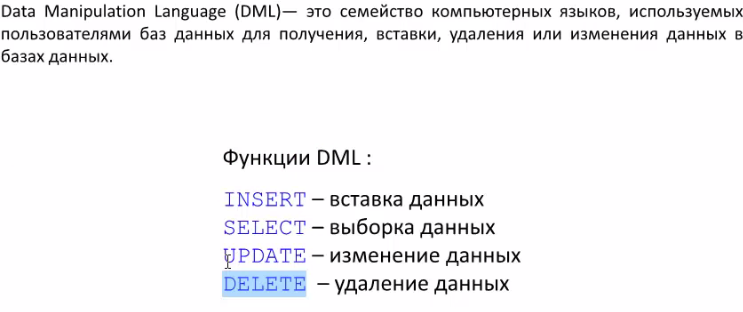 Data Manipulation Language (DML)— это семейство компьютерных языков, используемых
пользователями баз данных для получения, вставки, удаления или изменения данных в
базах данных.
Функции DML :
INSERT – вставка данных
SELECT – выборка данных
UPDATE – изменение данных
DELETE – удаление данных